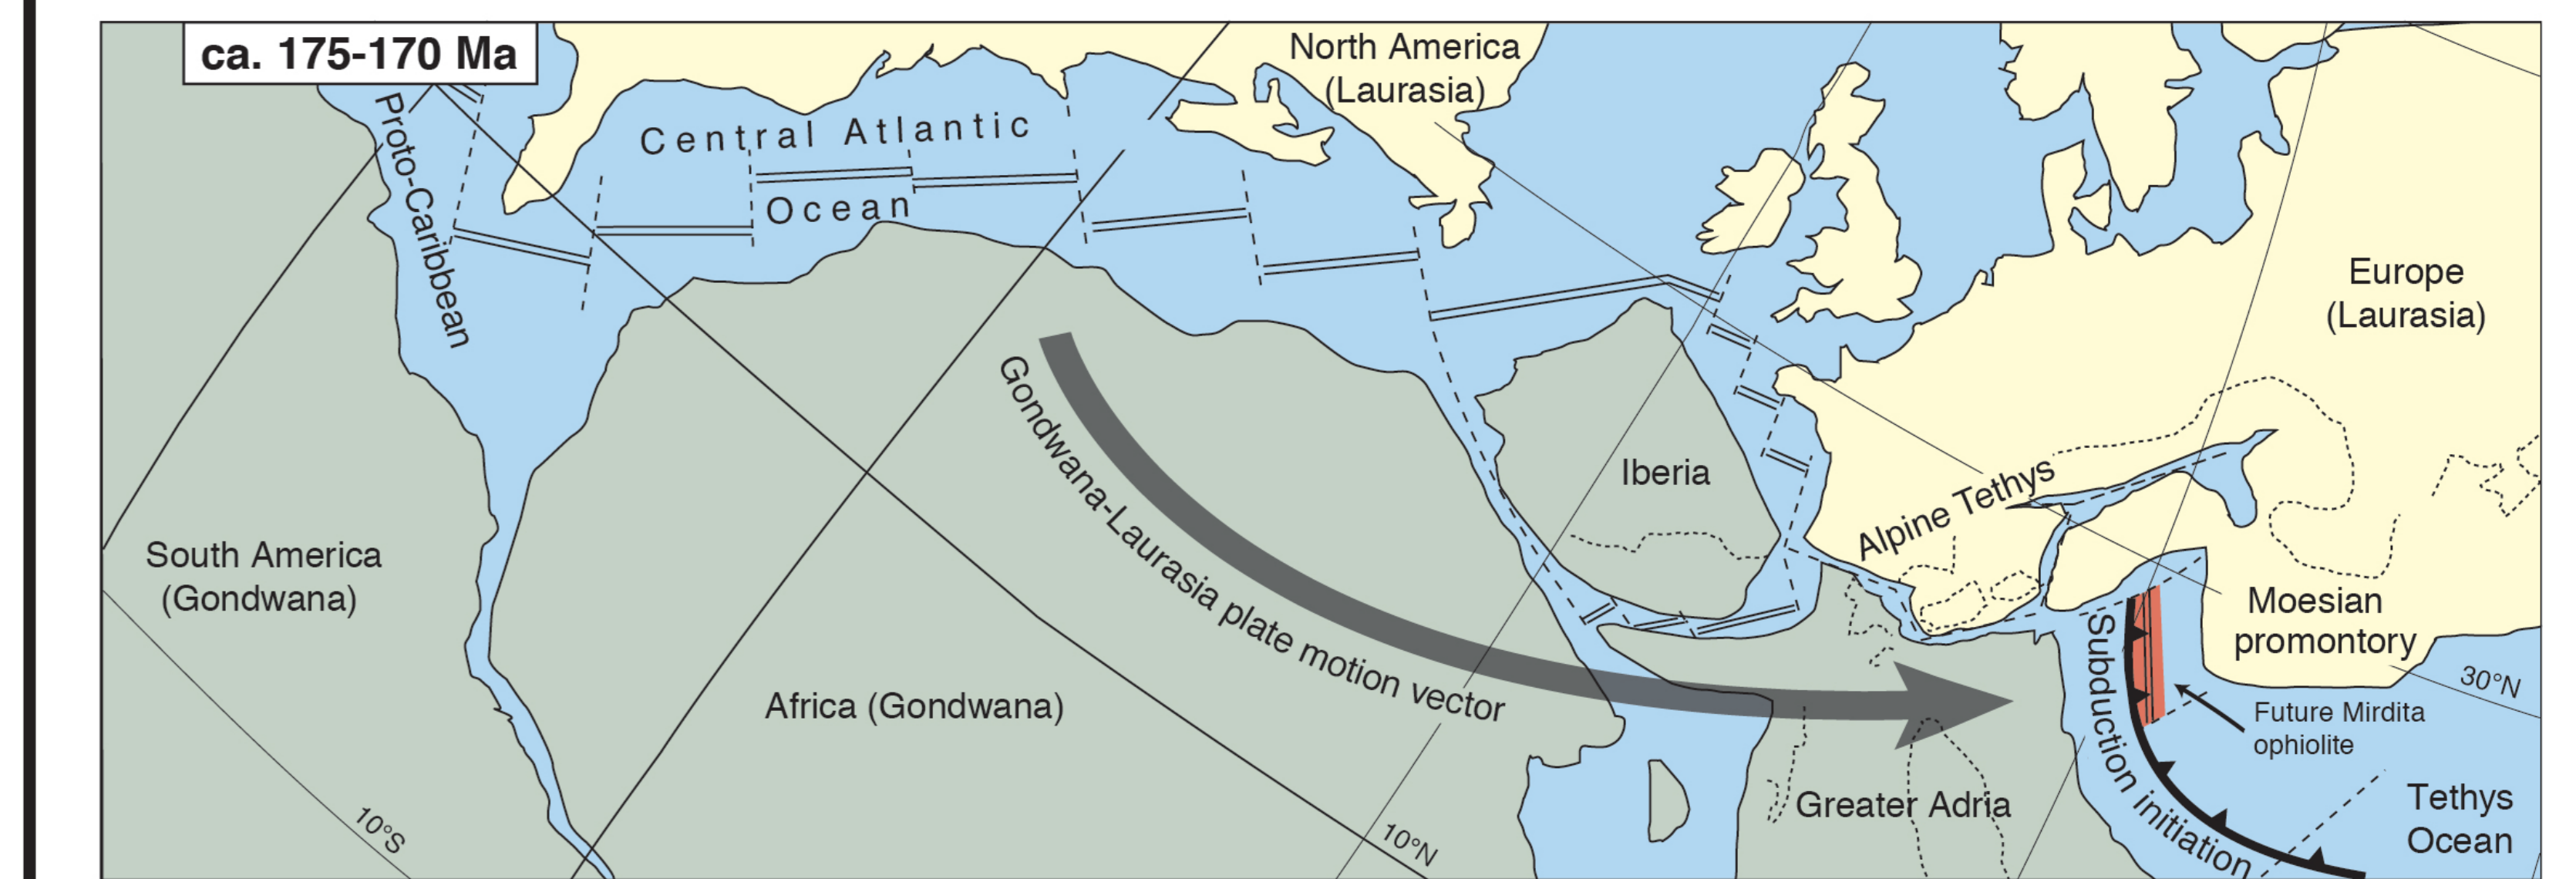 ca. 175-170 Ma
North America
(Laurasia)
Proto-Caribbean
Central Atlantic
Ocean
Europe
(Laurasia)
Gondwana-Laurasia plate motion vector
Iberia
Alpine Tethys
South America
(Gondwana)
Africa (Gondwana)
Moesian
promontory
Subduction initiation
30°N
Future Mirdita
ophiolite
Greater Adria
Tethys
Ocean
10°S
10°N